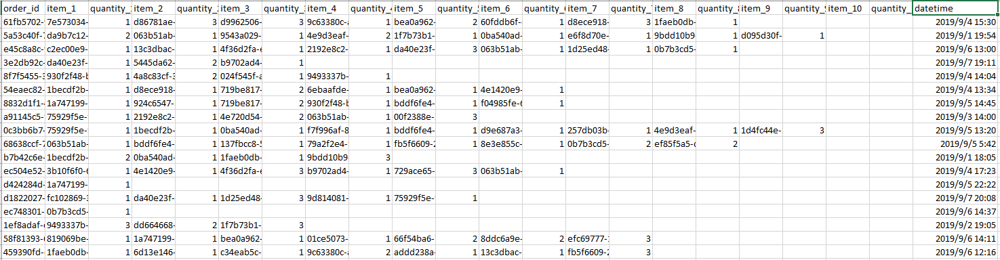 order_id item_1 quantity_ item_2 quantity_ item_3 quantity_ item_4 quantity_ item_5 quantity_ item_6 quantity_ item_7 quantity_ item_8 quantity_ item_9 quantity_ item_10 quantity_ datetime
61fb5702- 7e573034- 1 d86781ae- 3 d9962506- 3 9c63380c- 1 bea0a962- 2 60fddb6f- 1 d8ece918- 3 1faeb0db- 1 2019/9/4 15:30
5a53c40f- da9b7c12- 2 063b51ab- 1 9543a029- 2 4e9d3eaf- 2 1f7b73b1- 1 0ba540ad- 1 e6f8d70e- 1 9bdd10b9- 1 d095d30f- 1 2019/9/1 19:54
e45c8a8c- c2ec00e9- 1 13c3dbac- 1 4f36d2fa- 1 2192e8c2- 1 da40e23f- 3 063b51ab- 1 1d25ed48- 1 0b7b3cd5- 1 2019/9/6 13:00
3e2db92c- da40e23f- 1 5445da62- 2 b9702ad4- 1 2019/9/7 19:11
8f7f5455-3 930f2f48-b 1 4a8c83cf-3 2 024f545f- 1 9493337b- 1 2019/9/4 14:04
54eaec82- 1becdf2b- 1 d8ece918- 1 719be817- 2 6ebaafde- 1 bea0a962- 1 4e1420e9- 1 2019/9/4 13:34
8832d1f1- 1a747199- 1 924c6547- 1 719be817- 2 930f2f48-b 1 bddf6fe4- 1 f04985fe-6 1 2019/9/5 14:45
a91145c5- 75929f5e- 1 2192e8c2- 1 4e720d54- 2 063b51ab- 1 00f2388e- 3 2019/9/3 14:00
0c3bb6b7- 75929f5e- 1 1becdf2b- 1 0ba540ad- 1 f7f996af-8 1 bddf6fe4- 1 d9e687a3- 1 257db03b- 1 4e9d3eaf- 1 1d4fc44e- 3 2019/9/5 13:20
68638ccf-7 063b51ab- 1 bddf6fe4- 1 137fbcc8-5 1 79a2f2e4- 1 fb5f6609-2 1 8e3e855c- 1 0b7b3cd5- 2 ef85f5a5- 2 2019/9/5 5:42
b7b42c6e- 1becdf2b- 2 0ba540ad- 1 1faeb0db- 1 9bdd10b9 3 2019/9/1 18:05
ec504e52- 3b10f6f0-6 1 4e1420e9- 1 4f36d2fa- 3 b9702ad4- 1 729ace65- 3 063b51ab- 1 2019/9/4 17:23
d424284d- 1a747199- 1 2019/9/5 22:22
d1822027- fc102869-3 1 da40e23f- 1 1d25ed48- 3 9d814081- 1 75929f5e- 1 2019/9/7 20:08
ec748301- 0b7b3cd5- 1 2019/9/6 14:37
1ef8adaf- 9493337b- 3 dd664668- 2 1f7b73b1- 3 2019/9/2 19:05
58f81393-6 819069be- 1 1a747199- 1 bea0a962- 1 01ce5073- 1 66f54ba6- 2 8ddc6a9e- 2 efc69777- 3 2019/9/6 14:11
459390fd- 1faeb0db- 1 6d13e146- 1 c34eab5c- 1 9c63380c- 2 addd238a- 1 13c3dbac- 1 fb5f6609-2 3 2019/9/6 12:16